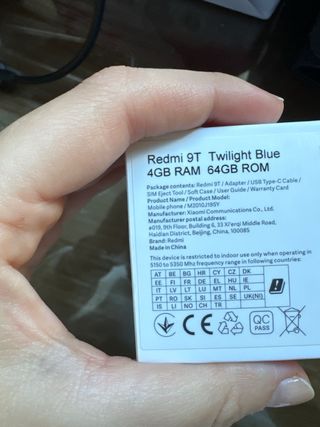 Redmi 9T  Twilight Blue
4GB RAM  64GB ROM
Package contents: Redmi 9T / Adapter / USB Type-C Cable /
SIM Eject Tool / Soft Case / User Guide / Warranty Card
Product Name / Product Model:
Mobile phone / M2010J19SY
Manufacturer: Xiaomi Communications Co., Ltd.
Manufacturer postal address:
#019, 9th Floor, Building 6, 33 Xi'erqi Middle Road,
Haidian District, Beijing, China, 100085
Brand: Redmi
Made in China
This device is restricted to indoor use only when operating in
5150 to 5350 MHz frequency range in following countries:
AT BE BG HR CY CZ DK
EE FI FR DE EL HU IE
IT LV LT LU MT NL PL
PT RO SK SI ES SE UK(NI)
IS LI NO CH TR
CE
QC
PASS